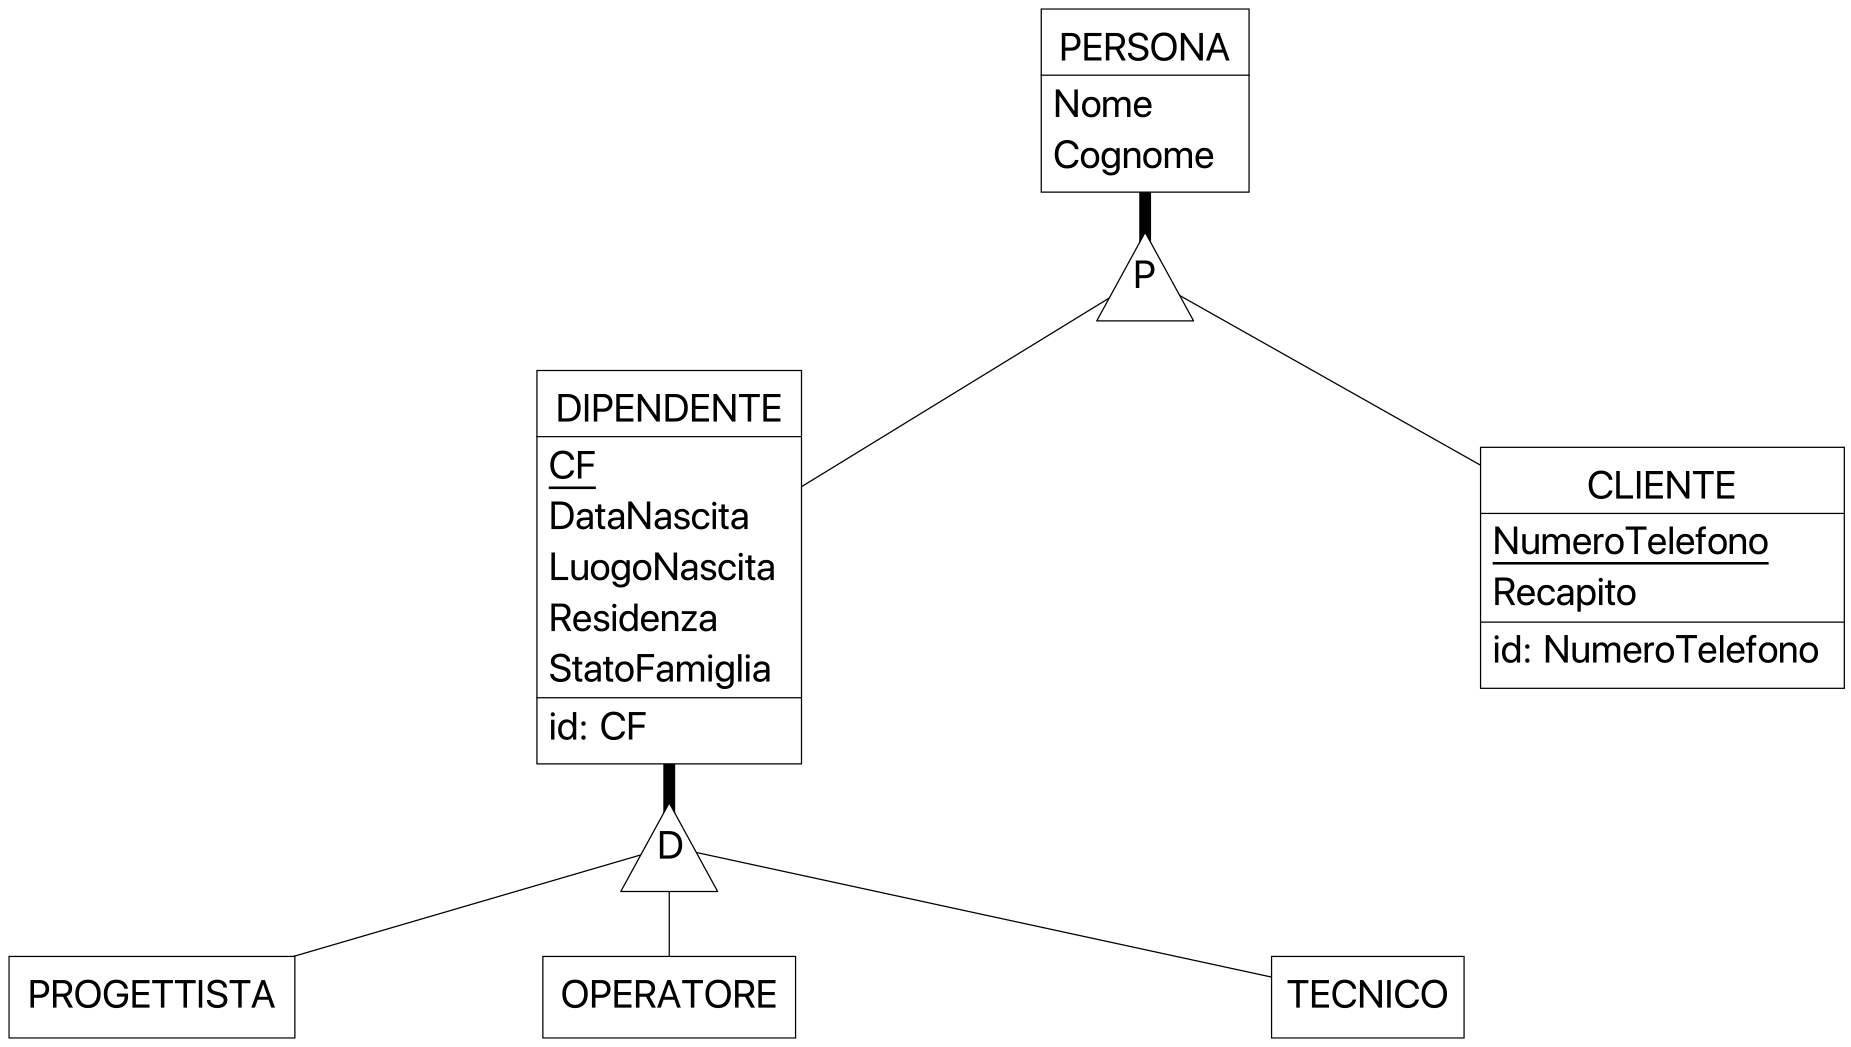 PERSONA
Nome
Cognome
P
DIPENDENTE
CF
DataNascita
LuogoNascita
Residenza
StatoFamiglia
id: CF
CLIENTE
NumeroTelefono
Recapito
id: NumeroTelefono
D
PROGETTISTA
OPERATORE
TECNICO